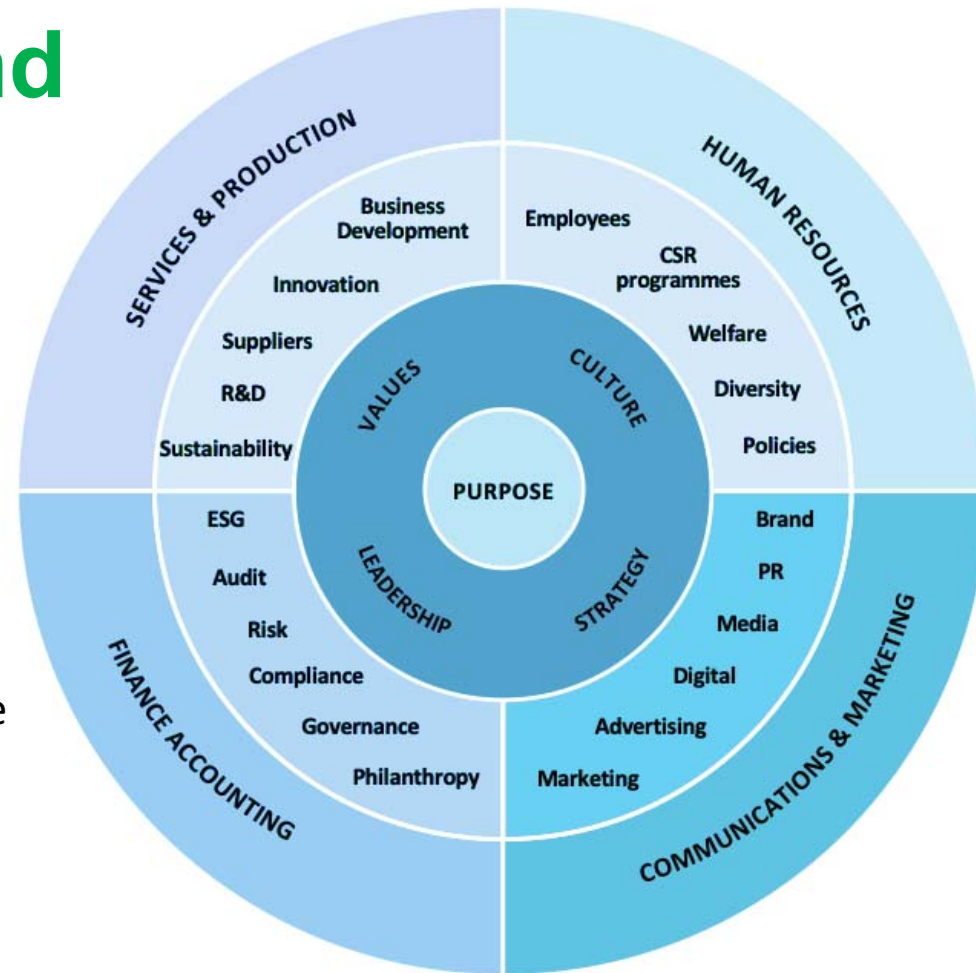 nd
SERVICES & PRODUCTION
Business
Development
Innovation
Suppliers
R&D
Sustainability
HUMAN RESOURCES
Employees
CSR
programmes
Welfare
Diversity
Policies
VALUES
CULTURE
PURPOSE
LEADERSHIP
STRATEGY
ESG
Audit
Risk
Compliance
Governance
Philanthropy
FINANCE ACCOUNTING
e
Brand
PR
Media
Digital
Advertising
Marketing
COMMUNICATIONS & MARKETING